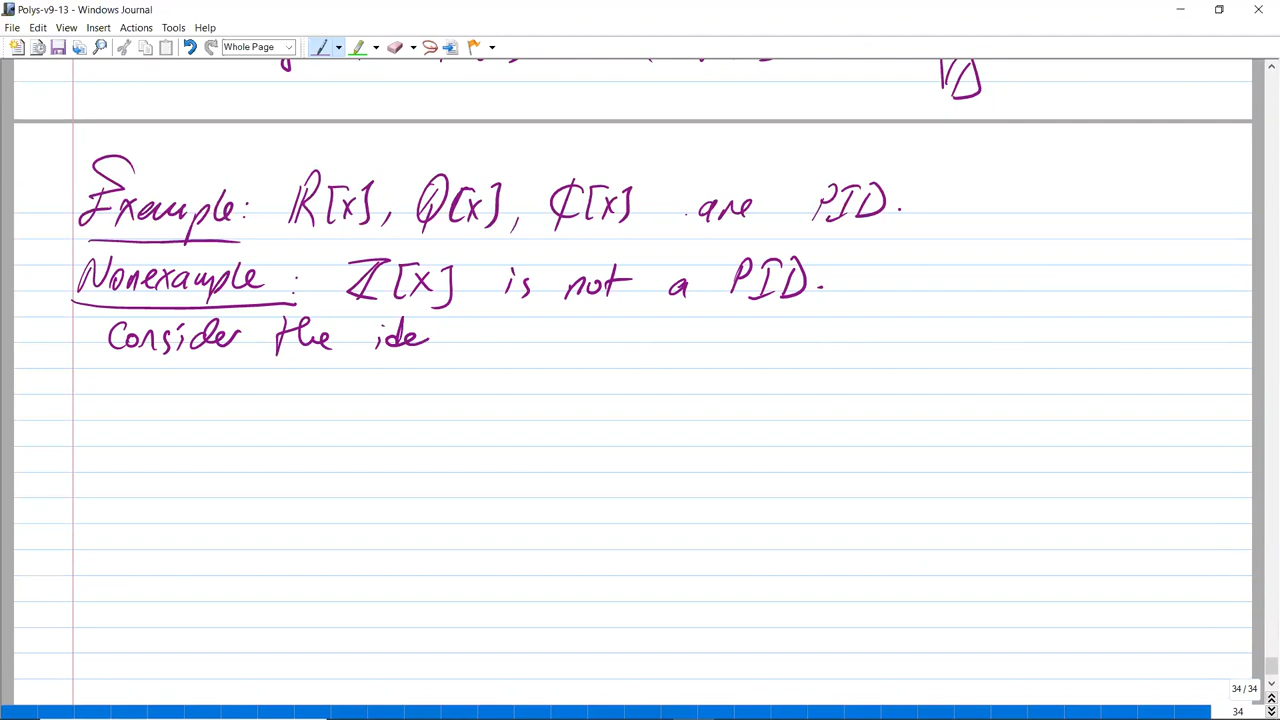 Polys-v9-13 - Windows Journal
File Edit View Insert Actions Tools Help
Whole Page
Example: ℝ[x], ℚ[x], ℂ[x] are PID.
Nonexample: ℤ[x] is not a PID.
Consider the ide
34 / 34
34